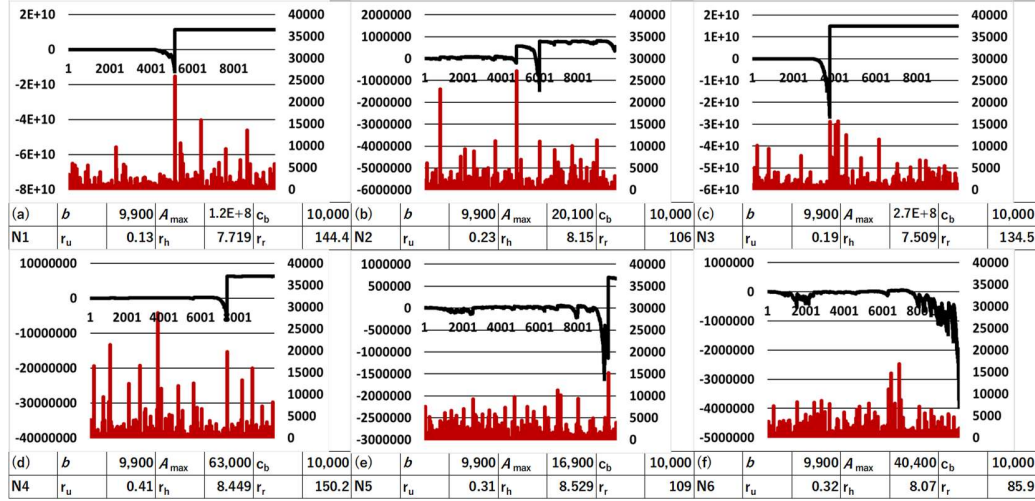 2E+10
0
-2E+10
-4E+10
-6E+10
-8E+10
1 2001 4001 6001 8001
40000
35000
30000
25000
20000
15000
10000
5000
0
(a) b 9,900 Amax 1.2E+8 cb 10,000
N1 ru 0.13 rh 7.719 rr 144.4
2000000
1000000
0
-1000000
-2000000
-3000000
-4000000
-5000000
-6000000
1 2001 4001 6001 8001
40000
35000
30000
25000
20000
15000
10000
5000
0
(b) b 9,900 Amax 20,100 cb 10,000
N2 ru 0.23 rh 8.15 rr 106
2E+10
1E+10
0
-1E+10
-2E+10
-3E+10
-4E+10
-5E+10
-6E+10
1 2001 4001 6001 8001
40000
35000
30000
25000
20000
15000
10000
5000
0
(c) b 9,900 Amax 2.7E+8 cb 10,000
N3 ru 0.19 rh 7.509 rr 134.5
10000000
0
-10000000
-20000000
-30000000
-40000000
1 2001 4001 6001 8001
40000
35000
30000
25000
20000
15000
10000
5000
0
(d) b 9,900 Amax 63,000 cb 10,000
N4 ru 0.41 rh 8.449 rr 150.2
1000000
500000
0
-500000
-1000000
-1500000
-2000000
-2500000
-3000000
1 2001 4001 6001 8001
40000
35000
30000
25000
20000
15000
10000
5000
0
(e) b 9,900 Amax 16,900 cb 10,000
N5 ru 0.31 rh 8.529 rr 109
1000000
0
-1000000
-2000000
-3000000
-4000000
-5000000
1 2001 4001 6001 8001
40000
35000
30000
25000
20000
15000
10000
5000
0
(f) b 9,900 Amax 40,400 cb 10,000
N6 ru 0.32 rh 8.07 rr 85.9